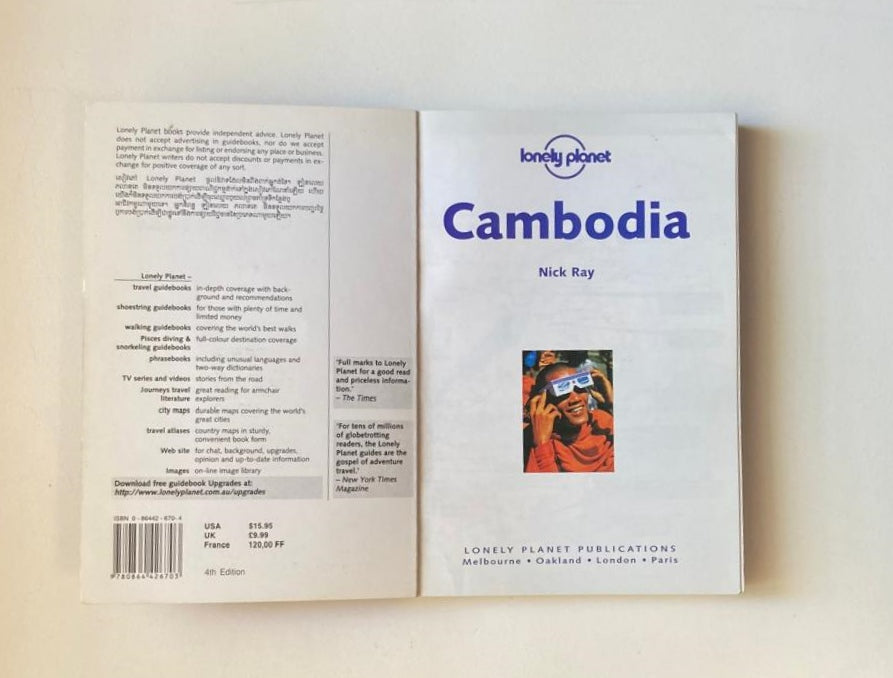 Lonely Planet books provide independent advice. Lonely Planet
does not accept advertising in guidebooks, nor do we accept
payment in exchange for listing or endorsing any place or business.
Lonely Planet writers do not accept discounts or payments in ex-
change for positive coverage of any sort.
Lonely Planet
Lonely Planet –
travel guidebooks in-depth coverage with back-
ground and recommendations
shoestring guidebooks for those with plenty of time and
limited money
walking guidebooks covering the world's best walks
Pisces diving & full-colour destination coverage
snorkeling guidebooks
phrasebooks including unusual languages and
two-way dictionaries
TV series and videos stories from the road
Journeys travel great reading for armchair
literature explorers
city maps durable maps covering the world's
great cities
travel atlases country maps in sturdy,
convenient book form
Web site for chat, background, upgrades,
opinion and up-to-date information
Images on-line image library
Download free guidebook Upgrades at:
http://www.lonelyplanet.com.au/upgrades
'Full marks to Lonely
Planet for a good read
and priceless informa-
tion.'
– The Times
'For tens of millions
of globetrotting
readers, the Lonely
Planet guides are the
gospel of adventure
travel.'
– New York Times
Magazine
ISBN 0-86442-670-4
9 780864 426703
USA $15.95
UK £9.99
France 120,00 FF
4th Edition
lonely planet
Cambodia
Nick Ray
LONELY PLANET PUBLICATIONS
Melbourne • Oakland • London • Paris